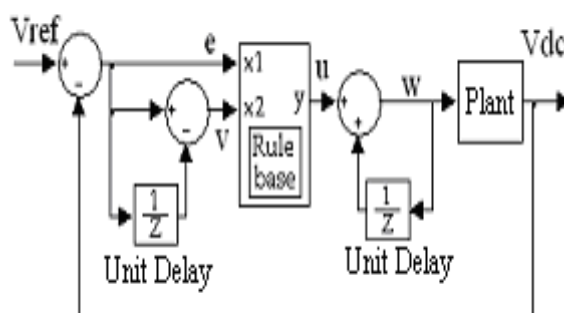 Vref
+
-
e
x1
x2
y
Rule
base
+
-
v
1
Z
Unit Delay
u
+
+
w
1
Z
Unit Delay
Plant
Vdc